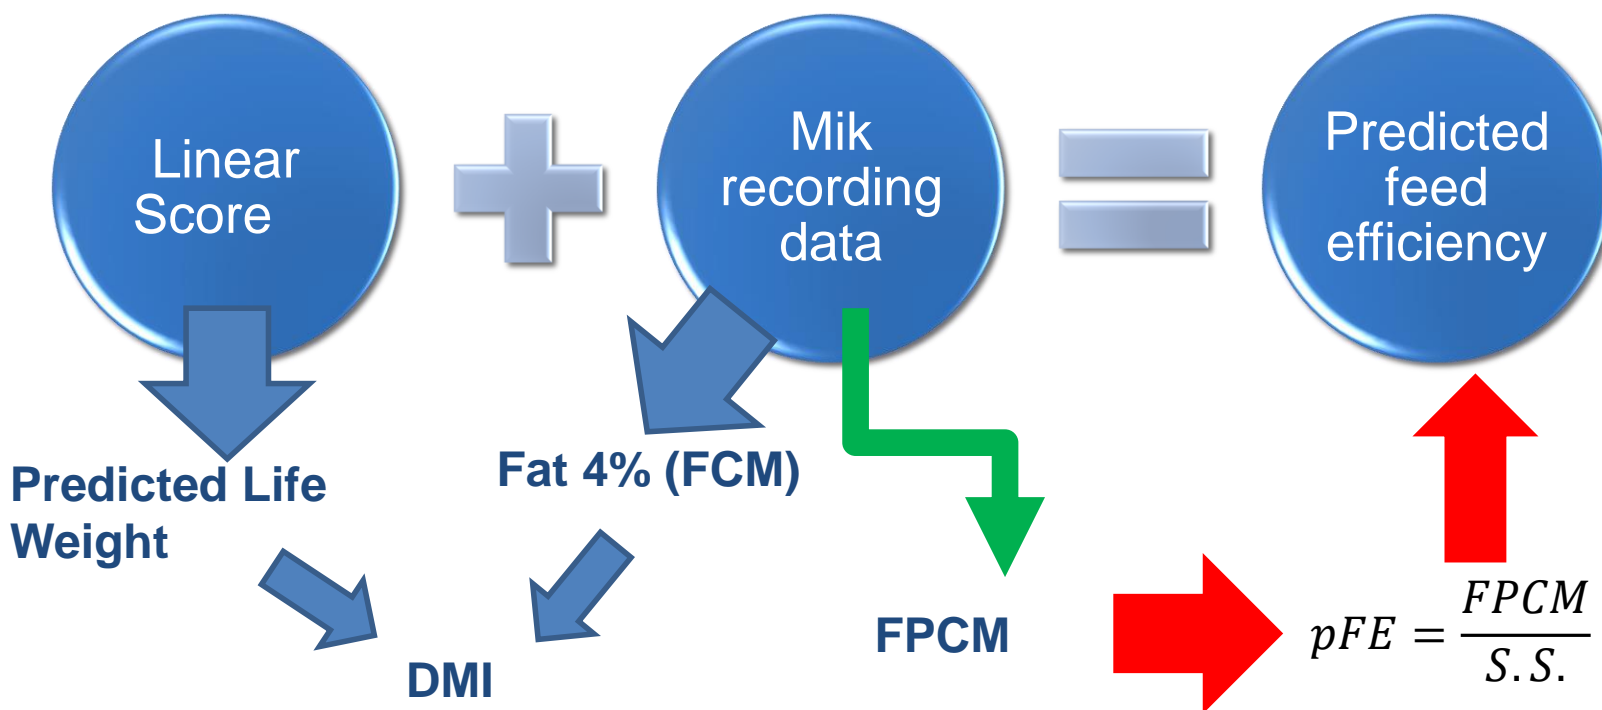 Linear
Score
Mik
recording
data
Predicted
feed
efficiency
Predicted Life
Weight
Fat 4% (FCM)
DMI
FPCM
pFE = FPCM / S.S.